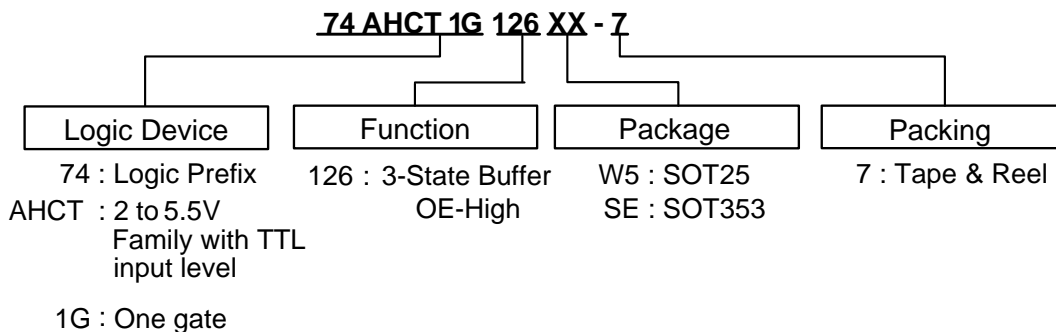 74 AHCT 1G 126 XX - 7
Logic Device
Function
Package
Packing
74 : Logic Prefix
AHCT : 2 to 5.5V
Family with TTL
input level
1G : One gate
126 : 3-State Buffer
OE-High
W5 : SOT25
SE : SOT353
7 : Tape & Reel